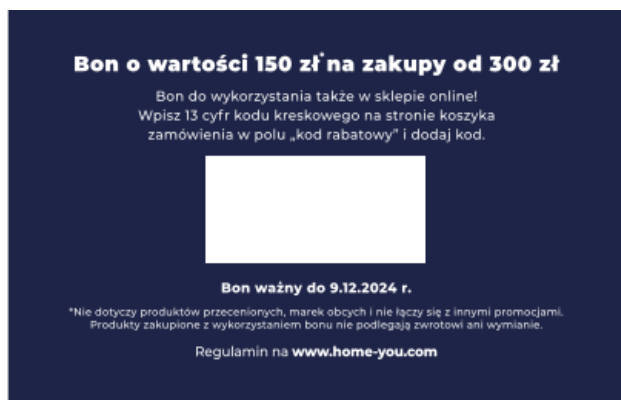 Bon o wartości 150 zł* na zakupy od 300 zł
Bon do wykorzystania także w sklepie online!
Wpisz 13 cyfr kodu kreskowego na stronie koszyka
zamówienia w polu „kod rabatowy” i dodaj kod.
Bon ważny do 9.12.2024 r.
*Nie dotyczy produktów przecenionych, marek obcych i nie łączy się z innymi promocjami.
Produkty zakupione z wykorzystaniem bonu nie podlegają zwrotowi ani wymianie.
Regulamin na www.home-you.com